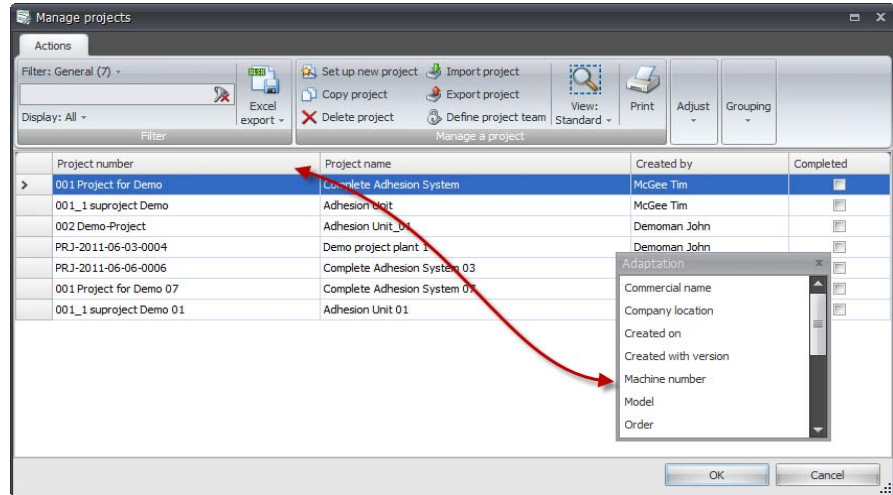 Manage projects
Actions
Filter: General (7)
Display: All
Filter
EXCEL
Excel
export
Set up new project
Import project
Copy project
Export project
Delete project
Define project team
Manage a project
View:
Standard
Print
Adjust
Grouping
Project number Project name Created by Completed
001 Project for Demo Complete Adhesion System McGee Tim
001_1 suproject Demo Adhesion Unit McGee Tim
002 Demo-Project Adhesion Unit_01 Demoman John
PRJ-2011-06-03-0004 Demo project plant 1 Demoman John
PRJ-2011-06-06-0006 Complete Adhesion System 03
001 Project for Demo 07 Complete Adhesion System 07
001_1 suproject Demo 01 Adhesion Unit 01
Adaptation
Commercial name
Company location
Created on
Created with version
Machine number
Model
Order
OK Cancel